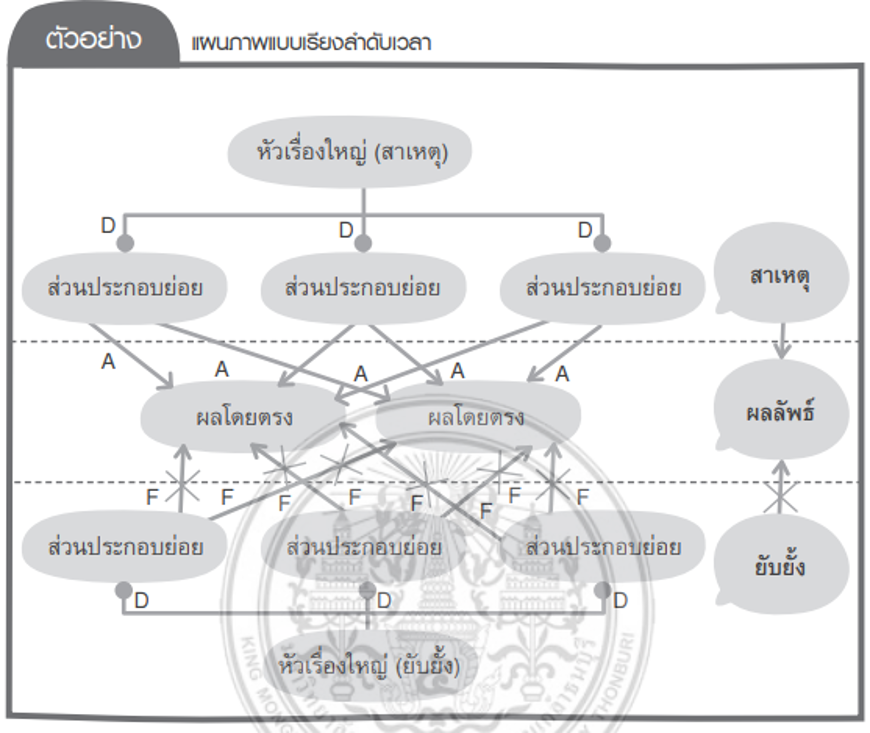 ตัวอย่าง แผนภาพแบบเรียงลำดับเวลา
หัวเรื่องใหญ่ (สาเหตุ)
D D D
ส่วนประกอบย่อย ส่วนประกอบย่อย ส่วนประกอบย่อย สาเหตุ
A A A A A
ผลโดยตรง ผลโดยตรง ผลลัพธ์
F F F F F F F F
ส่วนประกอบย่อย ส่วนประกอบย่อย ส่วนประกอบย่อย ยับยั้ง
D D D
หัวเรื่องใหญ่ (ยับยั้ง)
KING MONG THONBURI